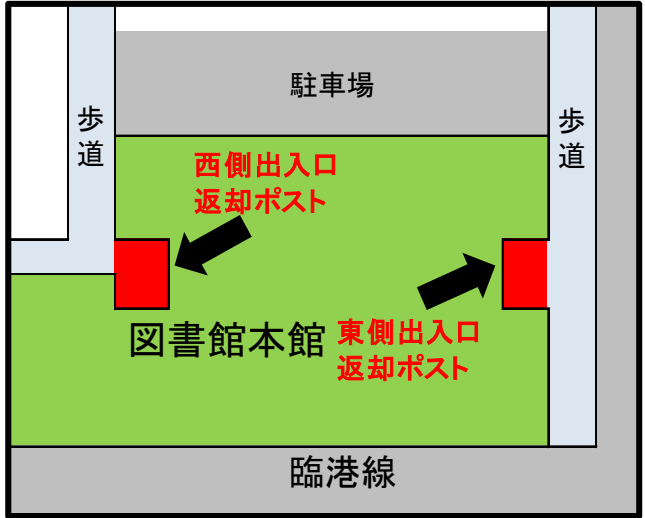 駐車場
歩道
歩道
西側出入口
返却ポスト
図書館本館
東側出入口
返却ポスト
臨港線